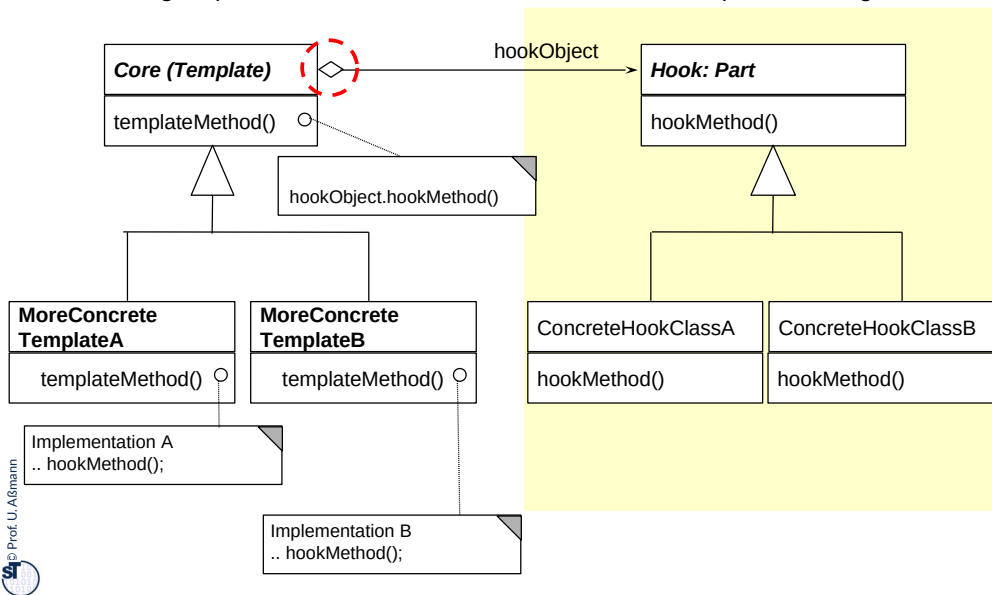 hookObject
Core (Template)
Hook: Part
templateMethod()
hookMethod()
hookObject.hookMethod()
MoreConcrete
TemplateA
MoreConcrete
TemplateB
ConcreteHookClassA
ConcreteHookClassB
templateMethod()
templateMethod()
hookMethod()
hookMethod()
Implementation A
.. hookMethod();
Implementation B
.. hookMethod();
© Prof. U. Aßmann
ST